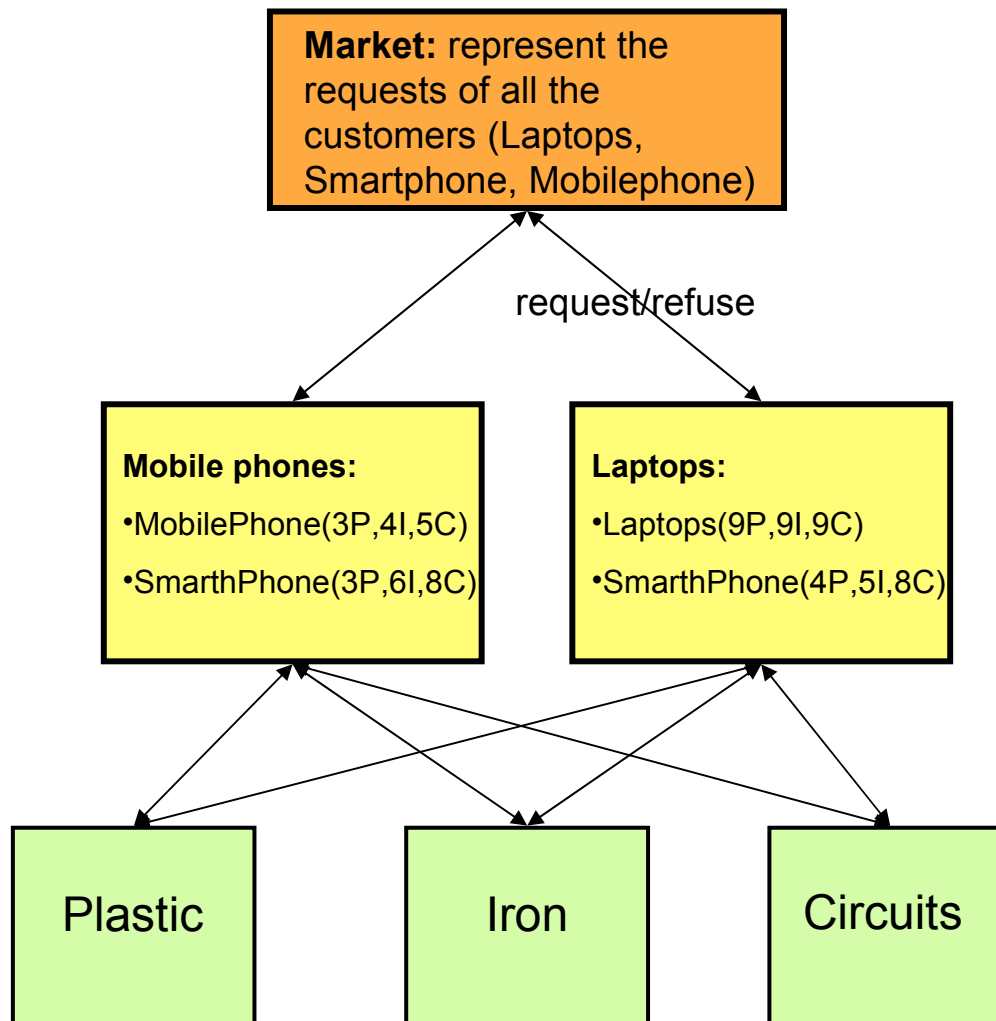 Market: represent the
requests of all the
customers (Laptops,
Smartphone, Mobilephone)
request/refuse
Mobile phones:
•MobilePhone(3P,4I,5C)
•SmarthPhone(3P,6I,8C)
Laptops:
•Laptops(9P,9I,9C)
•SmarthPhone(4P,5I,8C)
Plastic
Iron
Circuits